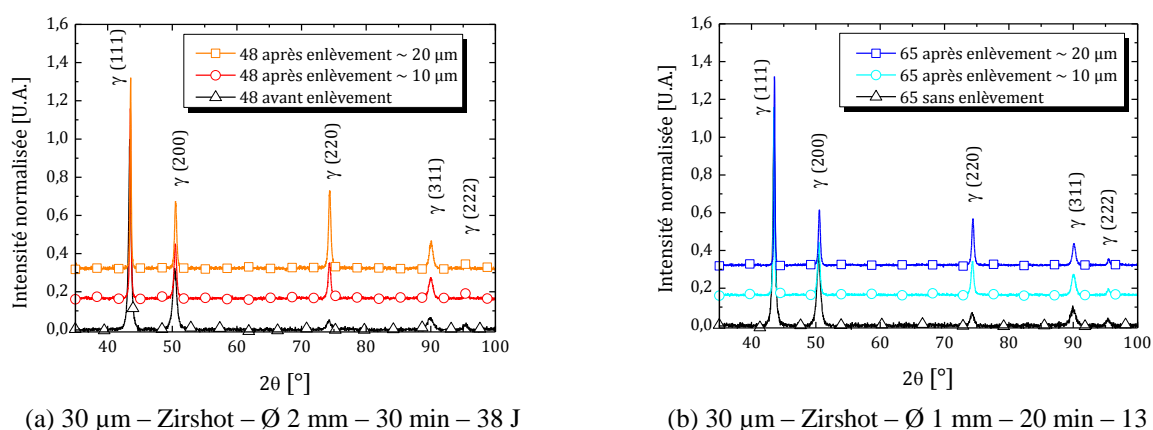 1,6
1,4
1,2
1,0
0,8
0,6
0,4
0,2
0,0
Intensité normalisée [U.A.]
48 après enlèvement ~ 20 µm
48 après enlèvement ~ 10 µm
48 avant enlèvement
γ (111)
γ (200)
γ (220)
γ (311)
γ (222)
40 50 60 70 80 90 100
2θ [°]
(a) 30 µm – Zirshot – Ø 2 mm – 30 min – 38 J
1,6
1,4
1,2
1,0
0,8
0,6
0,4
0,2
0,0
Intensité normalisée [U.A.]
65 après enlèvement ~ 20 µm
65 après enlèvement ~ 10 µm
65 sans enlèvement
γ (111)
γ (200)
γ (220)
γ (311)
γ (222)
40 50 60 70 80 90 100
2θ [°]
(b) 30 µm – Zirshot – Ø 1 mm – 20 min – 13